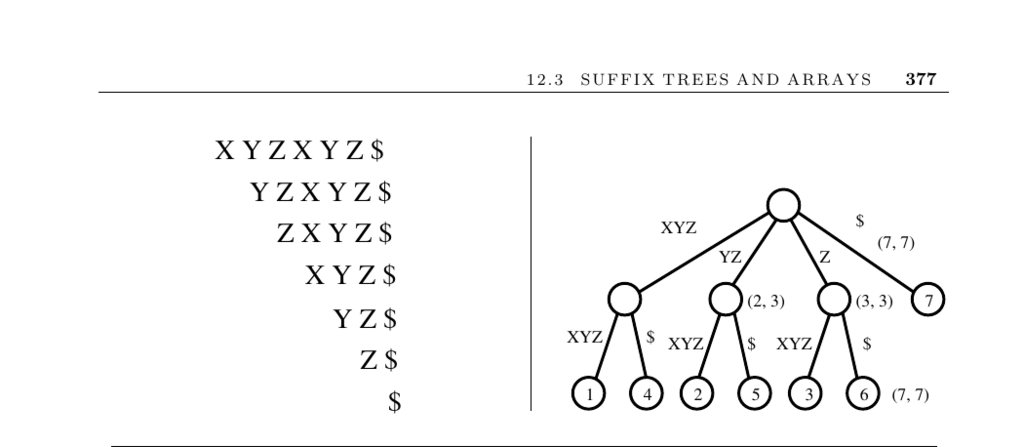 12.3 SUFFIX TREES AND ARRAYS 377
X Y Z X Y Z $
Y Z X Y Z $
Z X Y Z $
X Y Z $
Y Z $
Z $
$
XYZ
YZ
Z
$
(7, 7)
(2, 3)
(3, 3)
7
XYZ
$
XYZ
$
XYZ
$
1
4
2
5
3
6
(7, 7)